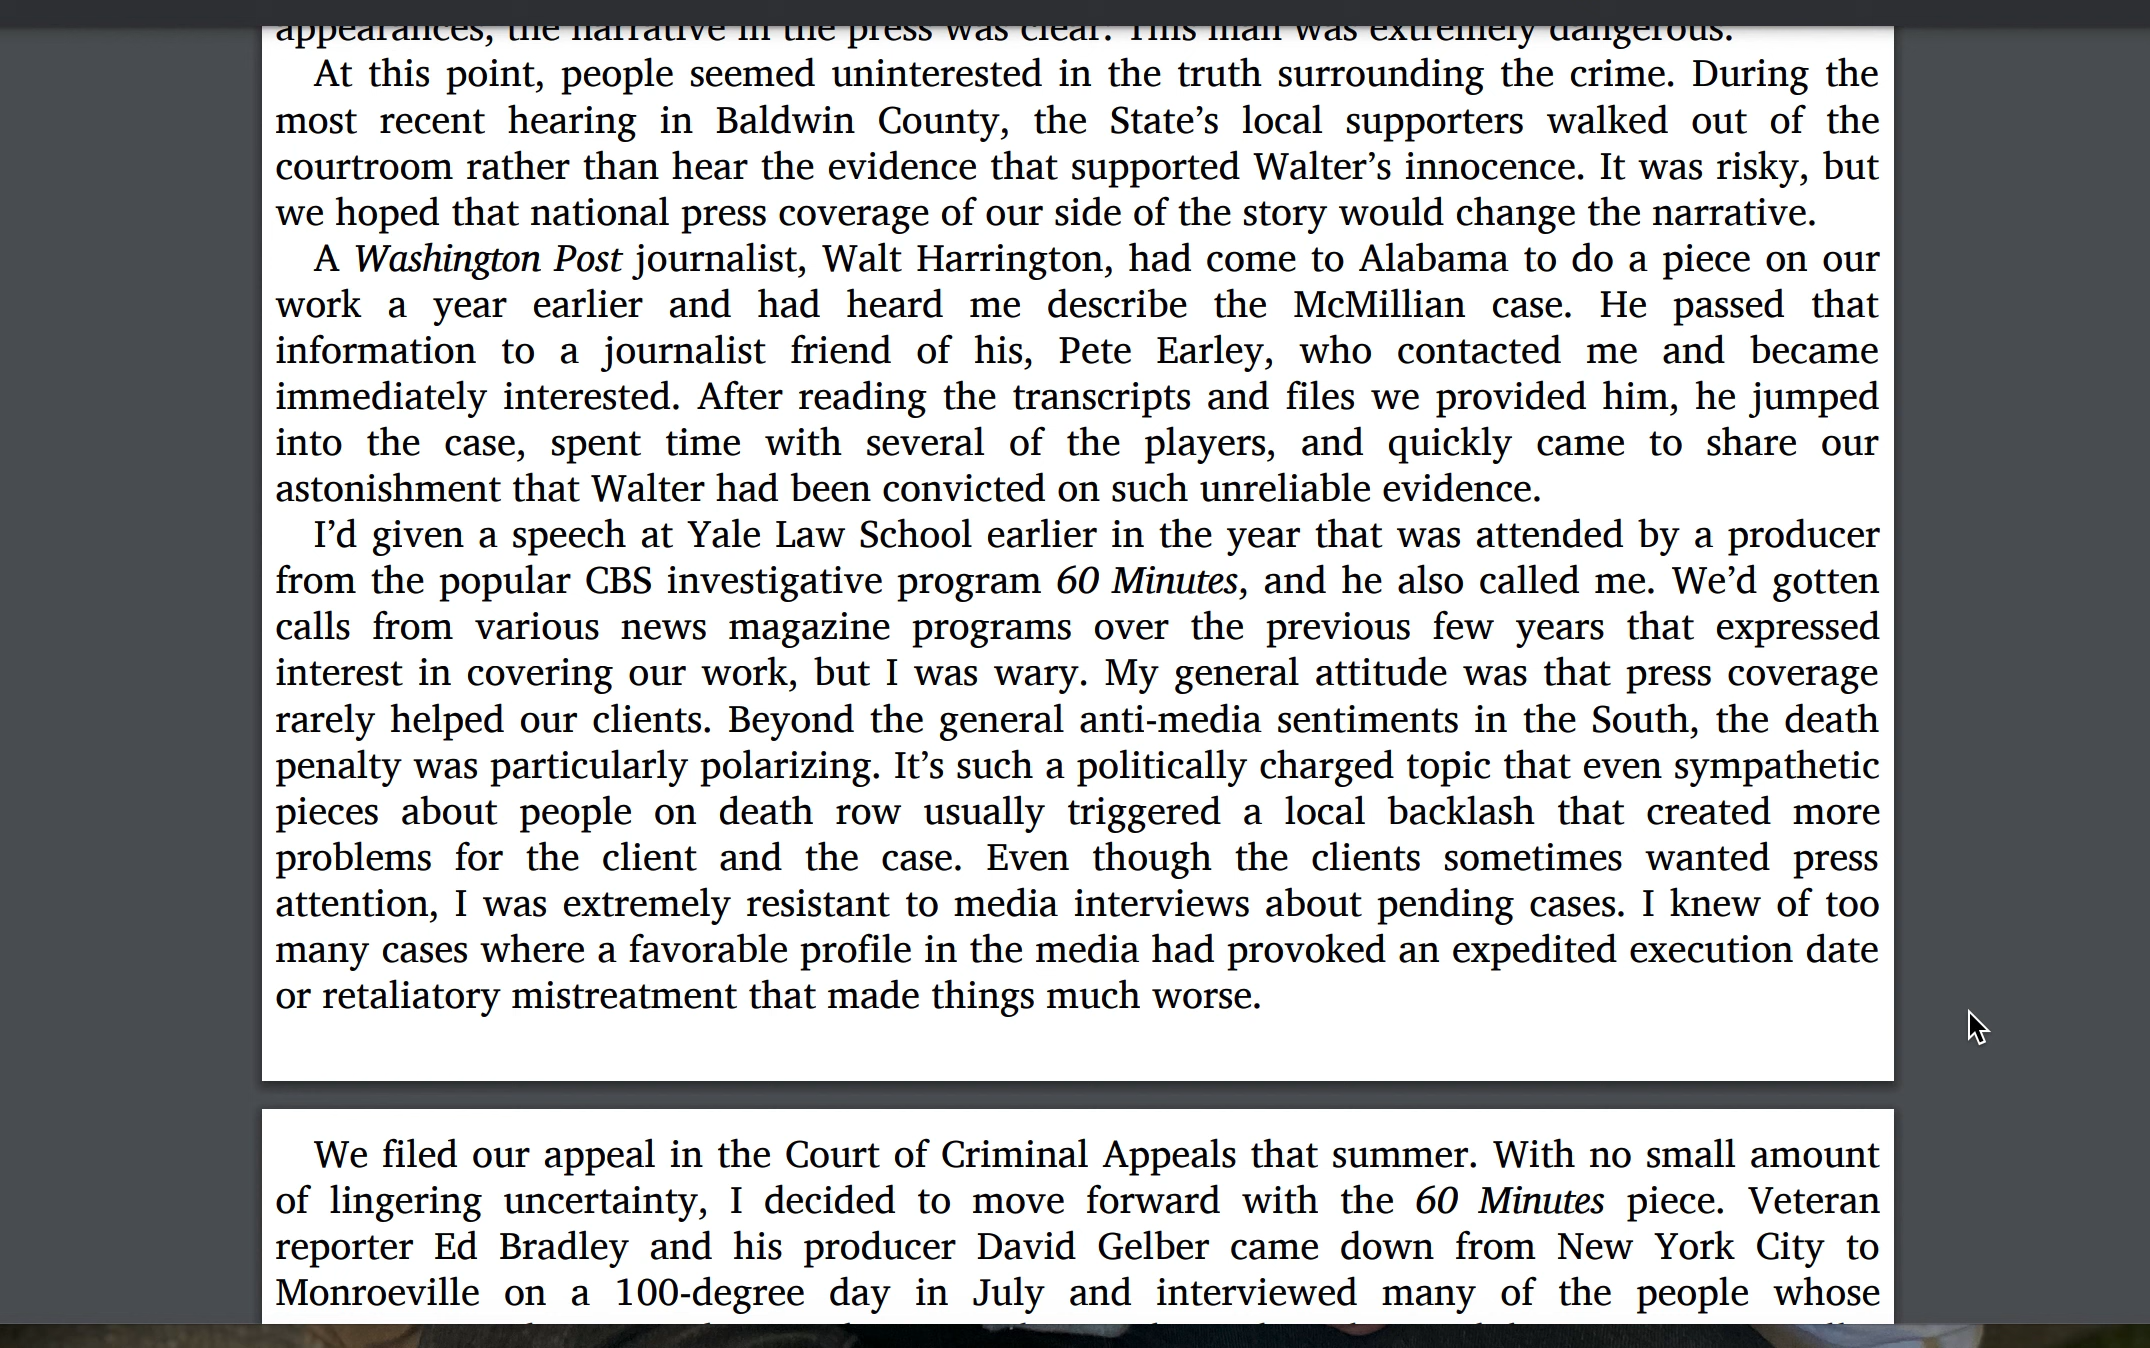 appearances, the narrative in the press was clear. This man was extremely dangerous.
At this point, people seemed uninterested in the truth surrounding the crime. During the
most recent hearing in Baldwin County, the State’s local supporters walked out of the
courtroom rather than hear the evidence that supported Walter’s innocence. It was risky, but
we hoped that national press coverage of our side of the story would change the narrative.
A Washington Post journalist, Walt Harrington, had come to Alabama to do a piece on our
work a year earlier and had heard me describe the McMillian case. He passed that
information to a journalist friend of his, Pete Earley, who contacted me and became
immediately interested. After reading the transcripts and files we provided him, he jumped
into the case, spent time with several of the players, and quickly came to share our
astonishment that Walter had been convicted on such unreliable evidence.
I’d given a speech at Yale Law School earlier in the year that was attended by a producer
from the popular CBS investigative program 60 Minutes, and he also called me. We’d gotten
calls from various news magazine programs over the previous few years that expressed
interest in covering our work, but I was wary. My general attitude was that press coverage
rarely helped our clients. Beyond the general anti-media sentiments in the South, the death
penalty was particularly polarizing. It’s such a politically charged topic that even sympathetic
pieces about people on death row usually triggered a local backlash that created more
problems for the client and the case. Even though the clients sometimes wanted press
attention, I was extremely resistant to media interviews about pending cases. I knew of too
many cases where a favorable profile in the media had provoked an expedited execution date
or retaliatory mistreatment that made things much worse.
We filed our appeal in the Court of Criminal Appeals that summer. With no small amount
of lingering uncertainty, I decided to move forward with the 60 Minutes piece. Veteran
reporter Ed Bradley and his producer David Gelber came down from New York City to
Monroeville on a 100-degree day in July and interviewed many of the people whose